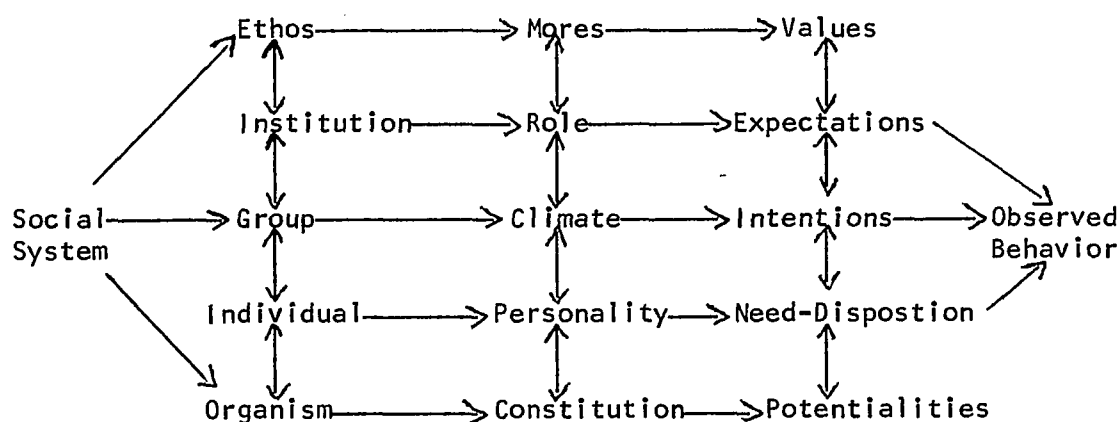 Ethos Mores Values
Institution Role Expectations
Social Group Climate Intentions Observed
System Behavior
Individual Personality Need-Dispostion
Organism Constitution Potentialities